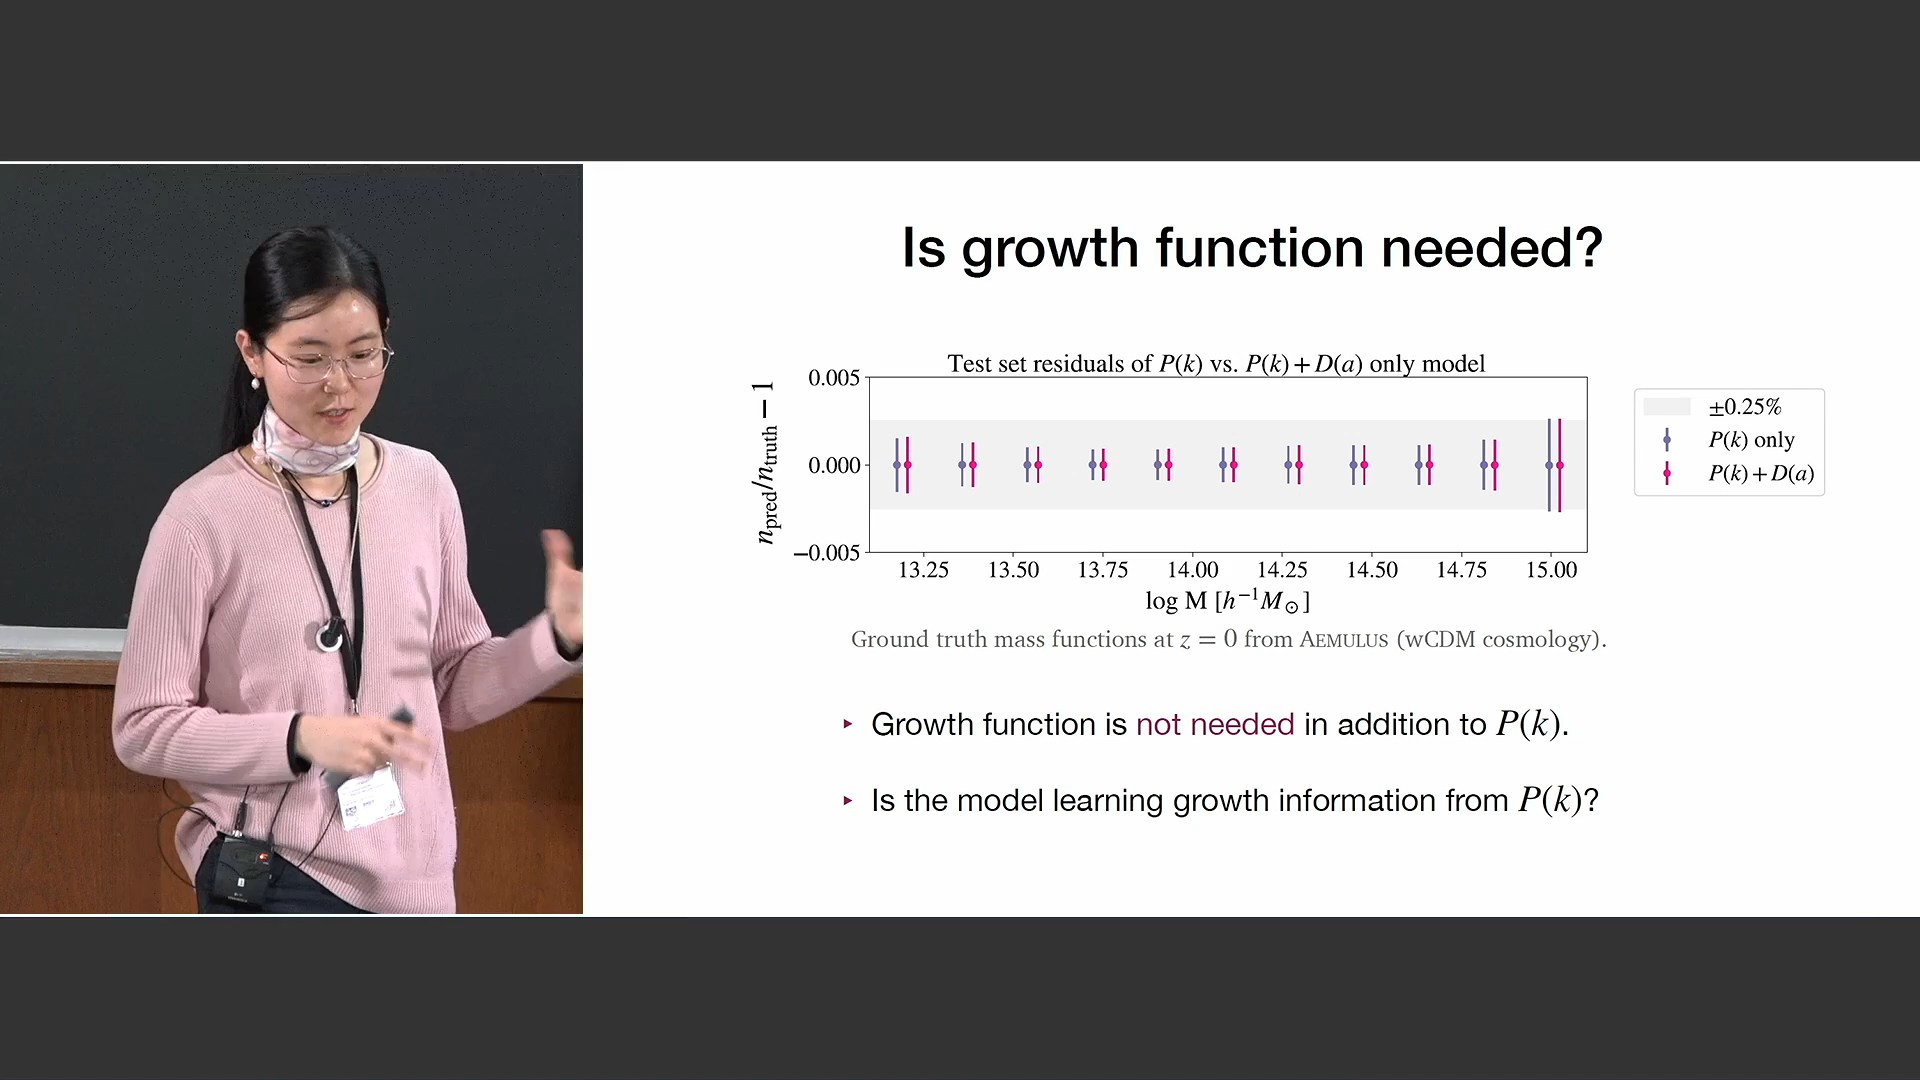 Is growth function needed?
Test set residuals of P(k) vs. P(k) + D(a) only model
n_pred/n_truth − 1
0.005
0.000
−0.005
13.25 13.50 13.75 14.00 14.25 14.50 14.75 15.00
log M [h⁻¹M☉]
±0.25%
P(k) only
P(k) + D(a)
Ground truth mass functions at z = 0 from AEMULUS (wCDM cosmology).
▸ Growth function is not needed in addition to P(k).
▸ Is the model learning growth information from P(k)?